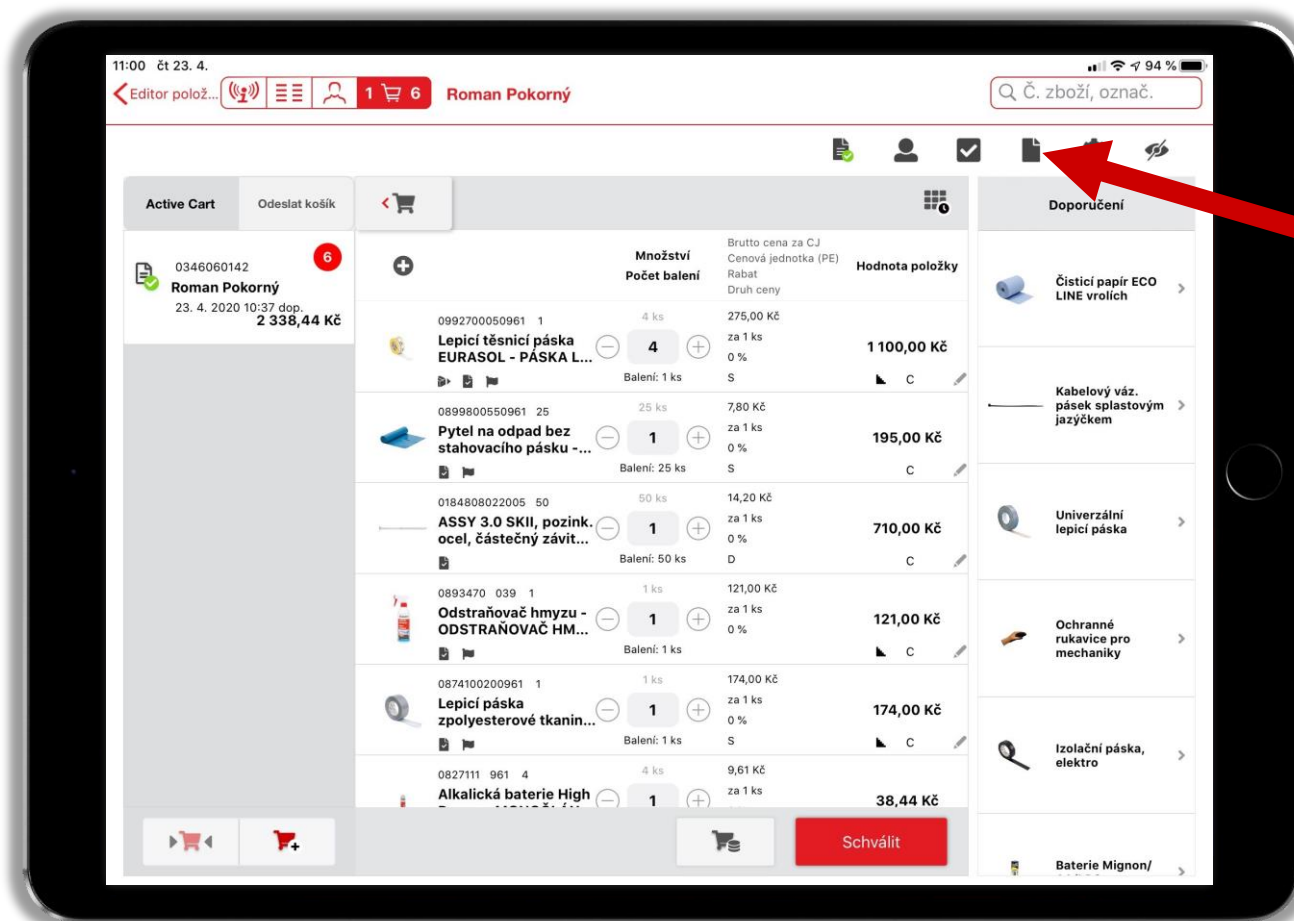 11:00 čt 23. 4.
94 %
Editor polož...
1 6
Roman Pokorný
Č. zboží, označ.
Active Cart
Odeslat košík
0346060142
6
Roman Pokorný
23. 4. 2020 10:37 dop.
2 338,44 Kč
Množství
Počet balení
Brutto cena za CJ
Cenová jednotka (PE)
Rabat
Druh ceny
Hodnota položky
0992700050961 1
Lepicí těsnicí páska
EURASOL - PÁSKA L...
4 ks
4
Balení: 1 ks
275,00 Kč
za 1 ks
0 %
S
1 100,00 Kč
C
0899800550961 25
Pytel na odpad bez
stahovacího pásku -...
25 ks
1
Balení: 25 ks
7,80 Kč
za 1 ks
0 %
S
195,00 Kč
C
0184808022005 50
ASSY 3.0 SKII, pozink.
ocel, částečný závit...
50 ks
1
Balení: 50 ks
14,20 Kč
za 1 ks
0 %
D
710,00 Kč
C
0893470 039 1
Odstraňovač hmyzu -
ODSTRAŇOVAČ HM...
1 ks
1
Balení: 1 ks
121,00 Kč
za 1 ks
0 %
121,00 Kč
C
0874100200961 1
Lepicí páska
zpolyesterové tkanin...
1 ks
1
Balení: 1 ks
174,00 Kč
za 1 ks
0 %
S
174,00 Kč
C
0827111 961 4
Alkalická baterie High
4 ks
1
9,61 Kč
za 1 ks
38,44 Kč
Schválit
Doporučení
Čisticí papír ECO
LINE vrolích
Kabelový váz.
pásek splastovým
jazýčkem
Univerzální
lepicí páska
Ochranné
rukavice pro
mechaniky
Izolační páska,
elektro
Baterie Mignon/